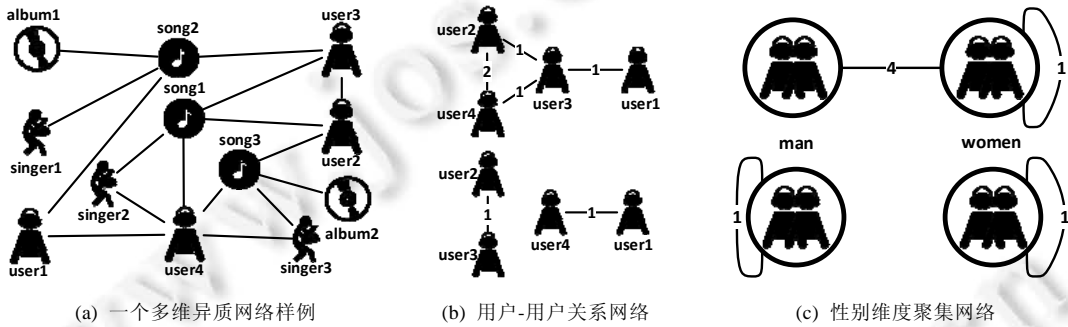 album1
song2
user3
song1
song3
singer1
user2
singer2
album2
user1
user4
singer3
(a) 一个多维异质网络样例
user2
1
2
1
1
user3
user1
user4
user2
1
1
user4
user1
user3
(b) 用户-用户关系网络
4
1
man
women
1
1
(c) 性别维度聚集网络